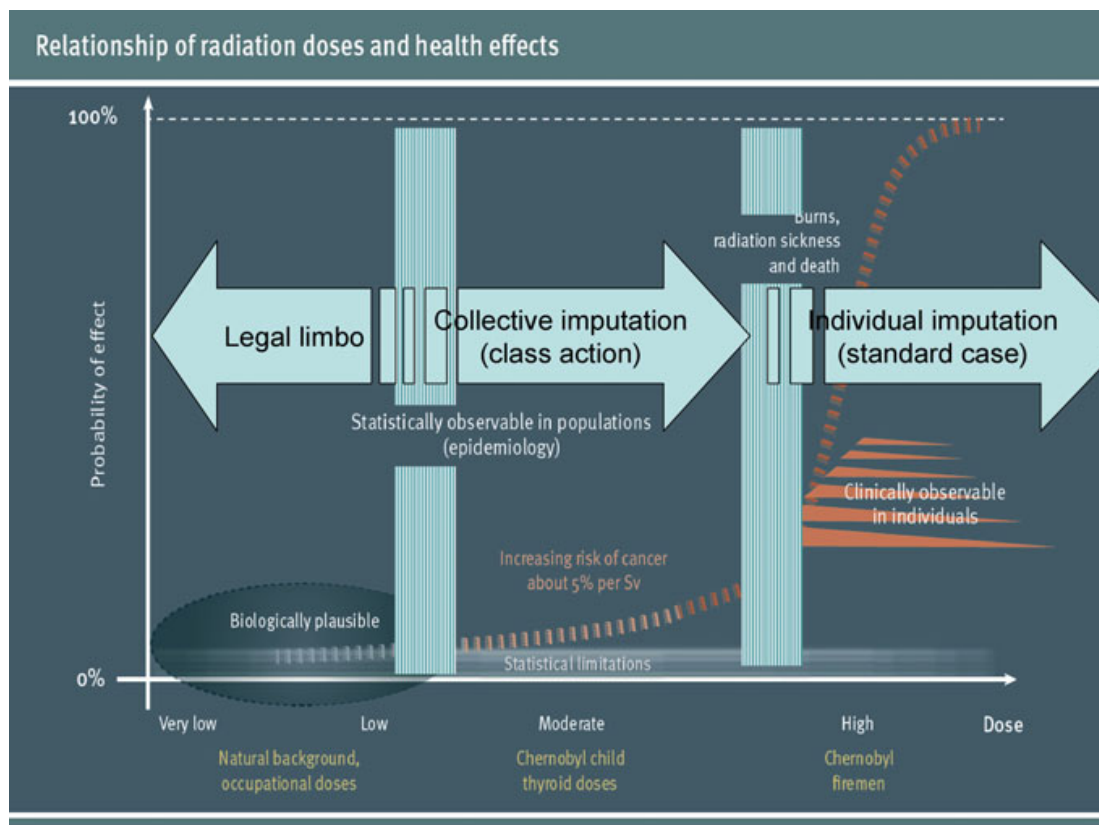 Relationship of radiation doses and health effects
100%
Burns,
radiation sickness
and death
Probability of effect
Legal limbo
Collective imputation
(class action)
Individual imputation
(standard case)
Statistically observable in populations
(epidemiology)
Clinically observable
in individuals
Increasing risk of cancer
about 5% per Sv
Biologically plausible
Statistical limitations
0%
Very low
Low
Moderate
High
Dose
Natural background,
occupational doses
Chernobyl child
thyroid doses
Chernobyl
firemen